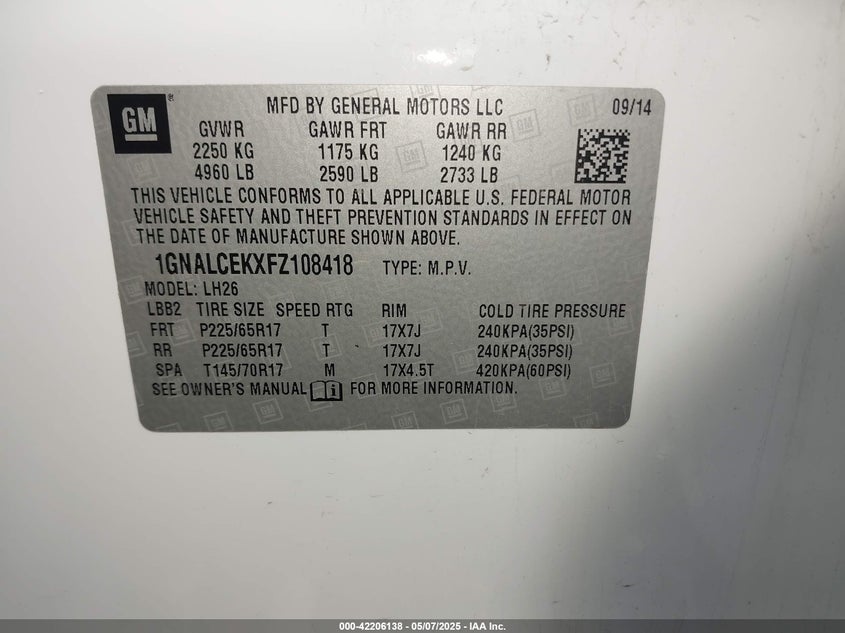 GM
MFD BY GENERAL MOTORS LLC 09/14
GVWR GAWR FRT GAWR RR
2250 KG 1175 KG 1240 KG
4960 LB 2590 LB 2733 LB
THIS VEHICLE CONFORMS TO ALL APPLICABLE U.S. FEDERAL MOTOR
VEHICLE SAFETY AND THEFT PREVENTION STANDARDS IN EFFECT ON
THE DATE OF MANUFACTURE SHOWN ABOVE.
1GNALCEKXFZ108418 TYPE: M.P.V.
MODEL: LH26
LBB2 TIRE SIZE SPEED RTG RIM COLD TIRE PRESSURE
FRT P225/65R17 T 17X7J 240KPA(35PSI)
RR P225/65R17 T 17X7J 240KPA(35PSI)
SPA T145/70R17 M 17X4.5T 420KPA(60PSI)
SEE OWNER'S MANUAL FOR MORE INFORMATION.
000-42206138 - 05/07/2025 - IAA Inc.